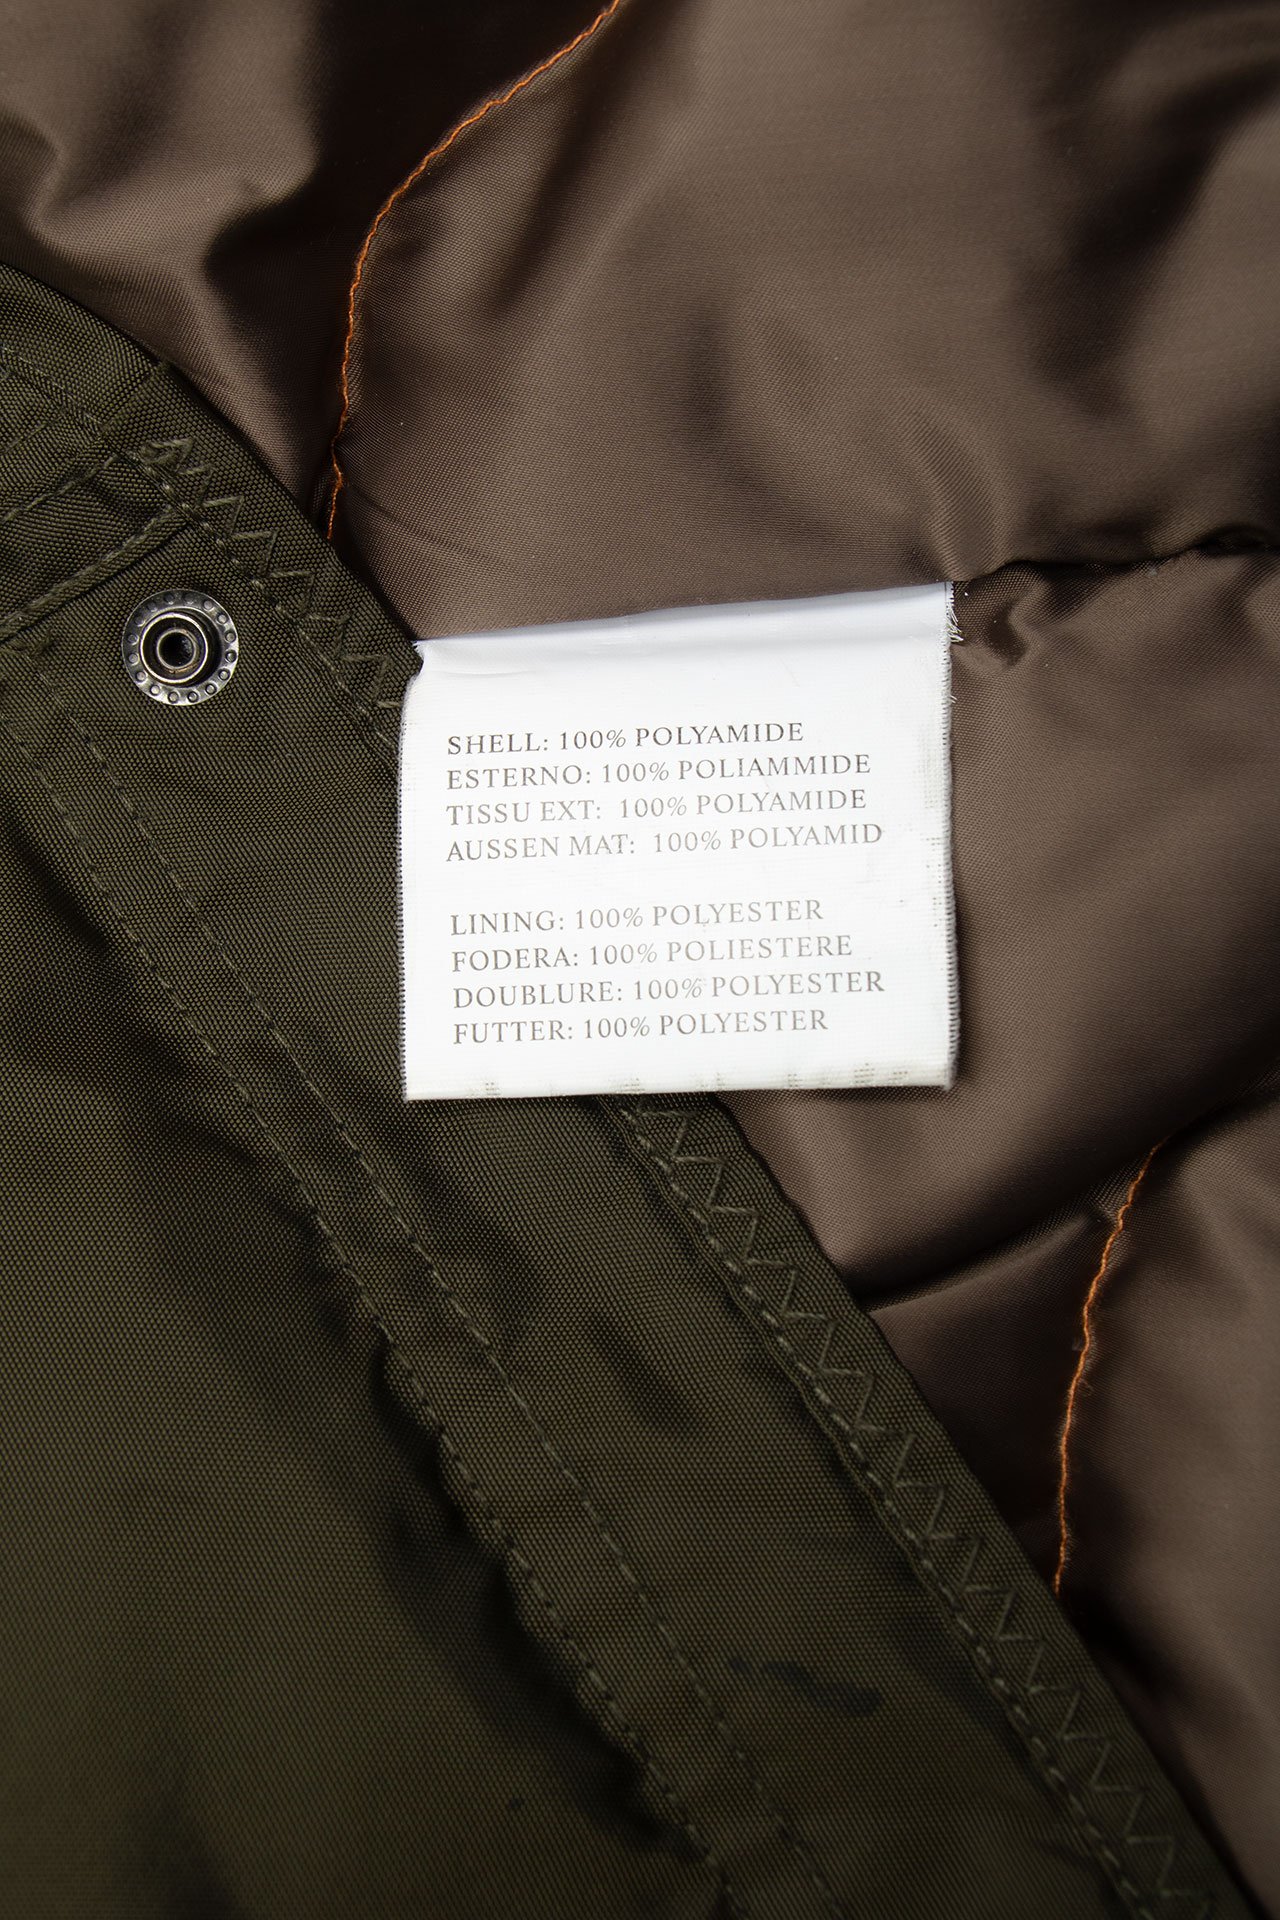 SHELL: 100% POLYAMIDE
ESTERNO: 100% POLIAMMIDE
TISSU EXT: 100% POLYAMIDE
AUSSEN MAT: 100% POLYAMID
LINING: 100% POLYESTER
FODERA: 100% POLIESTERE
DOUBLURE: 100% POLYESTER
FUTTER: 100% POLYESTER